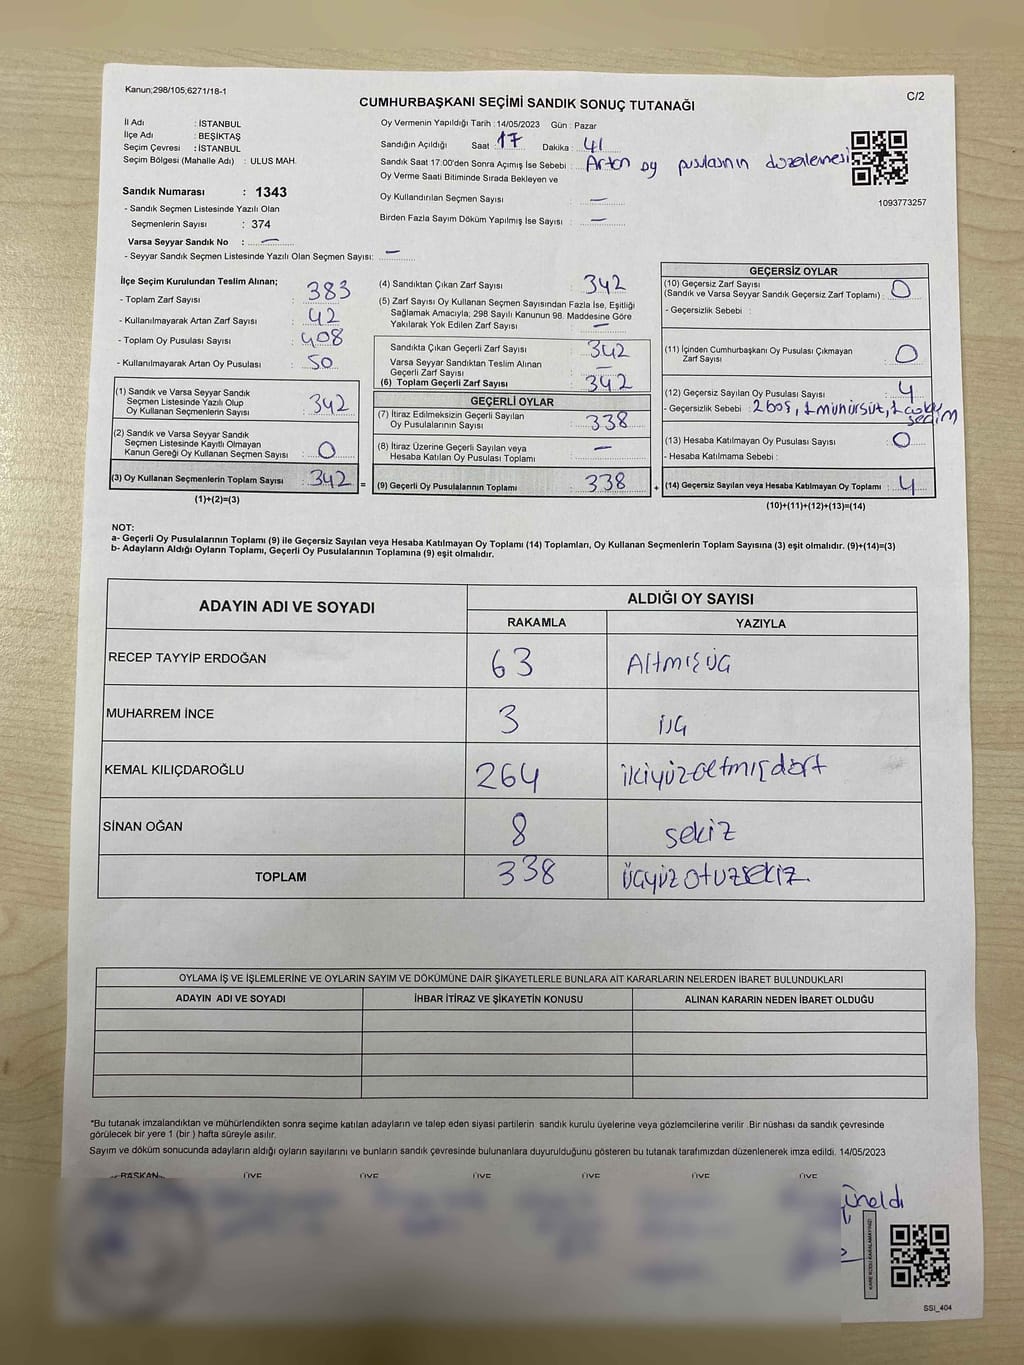 Kanun;298/105;6271/18-1
C/2
CUMHURBAŞKANI SEÇİMİ SANDIK SONUÇ TUTANAĞI
İl Adı : İSTANBUL
İlçe Adı : BEŞİKTAŞ
Seçim Çevresi : İSTANBUL
Seçim Bölgesi (Mahalle Adı) : ULUS MAH.
Sandık Numarası : 1343
- Sandık Seçmen Listesinde Yazılı Olan
Seçmenlerin Sayısı : 374
Varsa Seyyar Sandık No : —
- Seyyar Sandık Seçmen Listesinde Yazılı Olan Seçmen Sayısı: —
Oy Vermenin Yapıldığı Tarih : 14/05/2023 Gün : Pazar
Sandığın Açıldığı Saat : 17 Dakika : 41
Sandık Saat 17:00'den Sonra Açılmış İse Sebebi : Artan oy pusulasının düzenlemesi
Oy Verme Saati Bitiminde Sırada Bekleyen ve
Oy Kullandırılan Seçmen Sayısı : —
Birden Fazla Sayım Döküm Yapılmış İse Sayısı : —
1093773257
İlçe Seçim Kurulundan Teslim Alınan;
- Toplam Zarf Sayısı : 383
- Kullanılmayarak Artan Zarf Sayısı : 42
- Toplam Oy Pusulası Sayısı : 408
- Kullanılmayarak Artan Oy Pusulası : 50
(1) Sandık ve Varsa Seyyar Sandık
Seçmen Listesinde Yazılı Olup
Oy Kullanan Seçmenlerin Sayısı : 342
(2) Sandık ve Varsa Seyyar Sandık
Seçmen Listesinde Kayıtlı Olmayan
Kanun Gereği Oy Kullanan Seçmen Sayısı : 0
(3) Oy Kullanan Seçmenlerin Toplam Sayısı : 342 =
(1)+(2)=(3)
(4) Sandıktan Çıkan Zarf Sayısı : 342
(5) Zarf Sayısı Oy Kullanan Seçmen Sayısından Fazla İse, Eşitliği
Sağlamak Amacıyla; 298 Sayılı Kanunun 98. Maddesine Göre
Yakılarak Yok Edilen Zarf Sayısı : —
Sandıkta Çıkan Geçerli Zarf Sayısı : 342
Varsa Seyyar Sandıktan Teslim Alınan
Geçerli Zarf Sayısı : —
(6) Toplam Geçerli Zarf Sayısı : 342
GEÇERLİ OYLAR
(7) İtiraz Edilmeksizin Geçerli Sayılan
Oy Pusulalarının Sayısı : 338
(8) İtiraz Üzerine Geçerli Sayılan veya
Hesaba Katılan Oy Pusulası Toplamı : —
(9) Geçerli Oy Pusulalarının Toplamı : 338 +
GEÇERSİZ OYLAR
(10) Geçersiz Zarf Sayısı
(Sandık ve Varsa Seyyar Sandık Geçersiz Zarf Toplamı) : 0
- Geçersizlik Sebebi :
(11) İçinden Cumhurbaşkanı Oy Pusulası Çıkmayan
Zarf Sayısı : 0
(12) Geçersiz Sayılan Oy Pusulası Sayısı : 4
- Geçersizlik Sebebi : 2 boş, 1 mühürsüz, 1 çoklu
seçim
(13) Hesaba Katılmayan Oy Pusulası Sayısı : 0
- Hesaba Katılmama Sebebi :
(14) Geçersiz Sayılan veya Hesaba Katılmayan Oy Toplamı : 4
(10)+(11)+(12)+(13)=(14)
NOT:
a- Geçerli Oy Pusulalarının Toplamı (9) ile Geçersiz Sayılan veya Hesaba Katılmayan Oy Toplamı (14) Toplamları, Oy Kullanan Seçmenlerin Toplam Sayısına (3) eşit olmalıdır. (9)+(14)=(3)
b- Adayların Aldığı Oyların Toplamı, Geçerli Oy Pusulalarının Toplamına (9) eşit olmalıdır.
ADAYIN ADI VE SOYADI
ALDIĞI OY SAYISI
RAKAMLA YAZIYLA
RECEP TAYYİP ERDOĞAN 63 Altmışüç
MUHARREM İNCE 3 üç
KEMAL KILIÇDAROĞLU 264 ikiyüzaltmışdört
SİNAN OĞAN 8 sekiz
TOPLAM 338 üçyüzotuzsekiz.
OYLAMA İŞ VE İŞLEMLERİNE VE OYLARIN SAYIM VE DÖKÜMÜNE DAİR ŞİKAYETLERLE BUNLARA AİT KARARLARIN NELERDEN İBARET BULUNDUKLARI
ADAYIN ADI VE SOYADI İHBAR İTİRAZ VE ŞİKAYETİN KONUSU ALINAN KARARIN NEDEN İBARET OLDUĞU
*Bu tutanak imzalandıktan ve mühürlendikten sonra seçime katılan adayların ve talep eden siyasi partilerin sandık kurulu üyelerine veya gözlemcilerine verilir .Bir nüshası da sandık çevresinde
görülecek bir yere 1 (bir ) hafta süreyle asılır.
Sayım ve döküm sonucunda adayların aldığı oyların sayılarını ve bunların sandık çevresinde bulunanlara duyurulduğunu gösteren bu tutanak tarafımızdan düzenlenerek imza edildi. 14/05/2023
BAŞKAN ÜYE ÜYE ÜYE ÜYE ÜYE ÜYE
KARE KODU KARALAMAYINIZ!
SSI_404